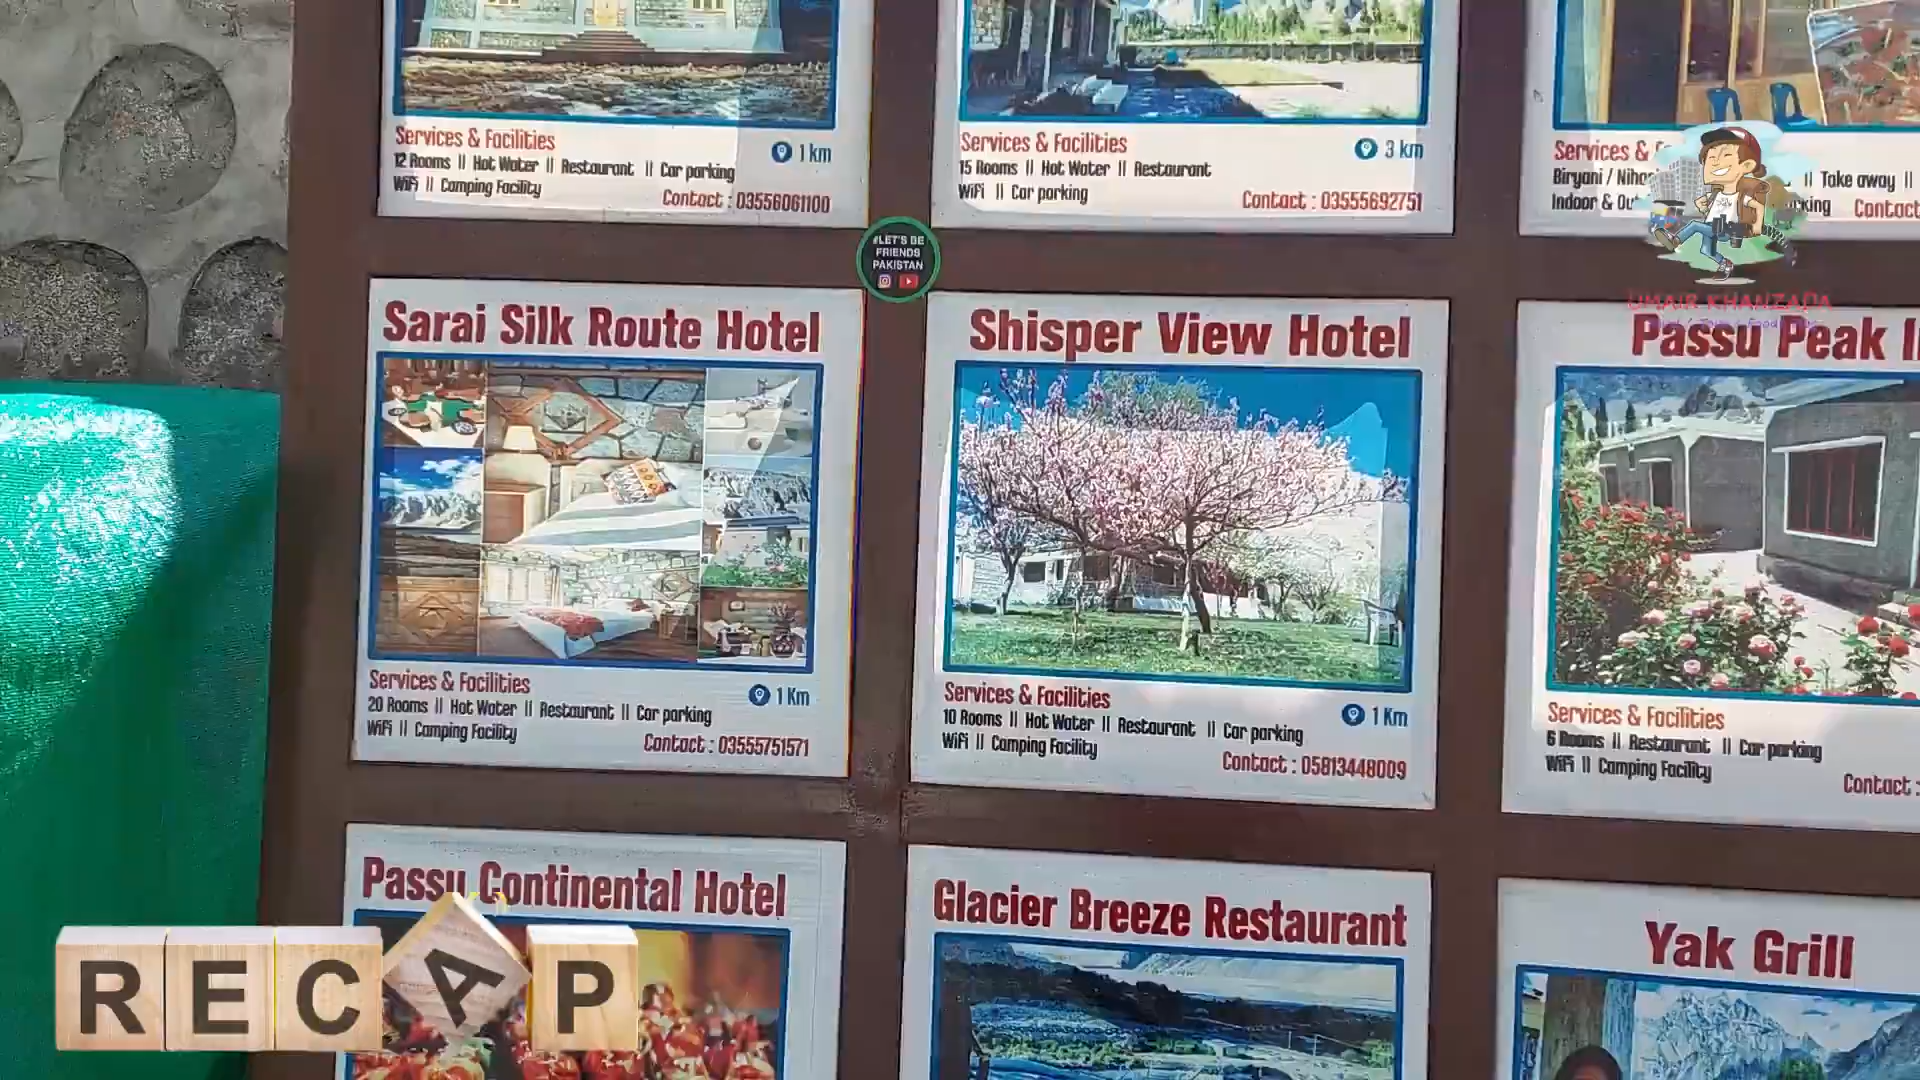 Services & Facilities
1 km
12 Rooms || Hot Water || Restaurant || Car parking
WiFi || Camping Facility
Contact : 03556061100
Services & Facilities
3 km
15 Rooms || Hot Water || Restaurant
WiFi || Car parking
Contact : 03555692751
Services &
Biryani /
|| Take away ||
Indoor &
Contact
#LET'S BE
FRIENDS
PAKISTAN
UMAIR KHANZADA
Sarai Silk Route Hotel
Services & Facilities
1 Km
20 Rooms || Hot Water || Restaurant || Car parking
WiFi || Camping Facility
Contact : 03555751571
Shisper View Hotel
Services & Facilities
1 Km
10 Rooms || Hot Water || Restaurant || Car parking
WiFi || Camping Facility
Contact : 05813448009
Passu Peak
Services & Facilities
6 Rooms || Restaurant || Car parking
WiFi || Camping Facility
Contact :
Passu Continental Hotel
Glacier Breeze Restaurant
Yak Grill
RECAP